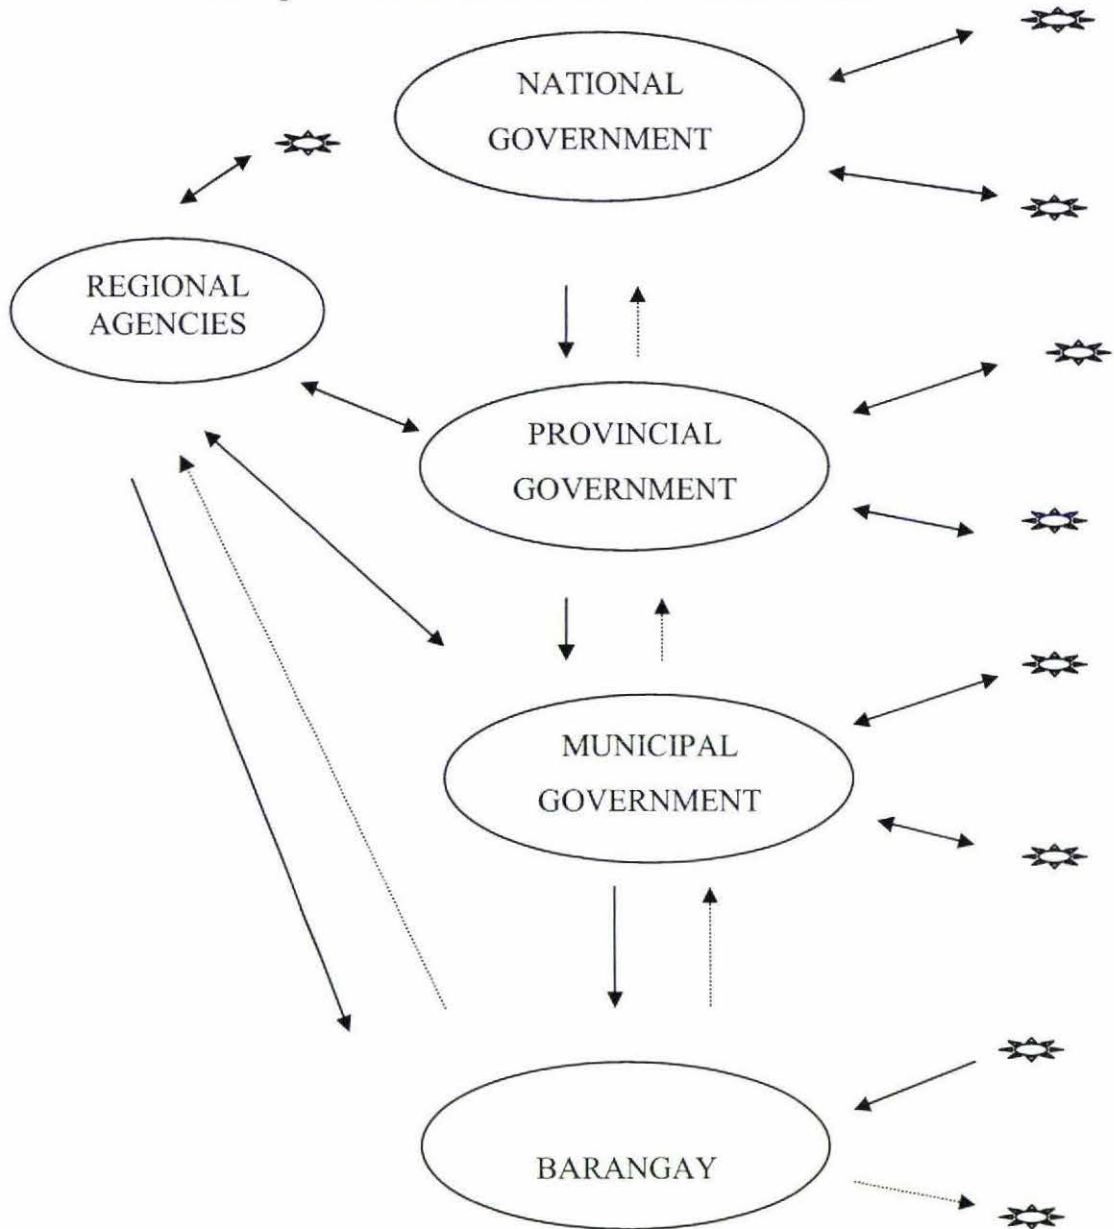 NATIONAL
GOVERNMENT
REGIONAL
AGENCIES
PROVINCIAL
GOVERNMENT
MUNICIPAL
GOVERNMENT
BARANGAY